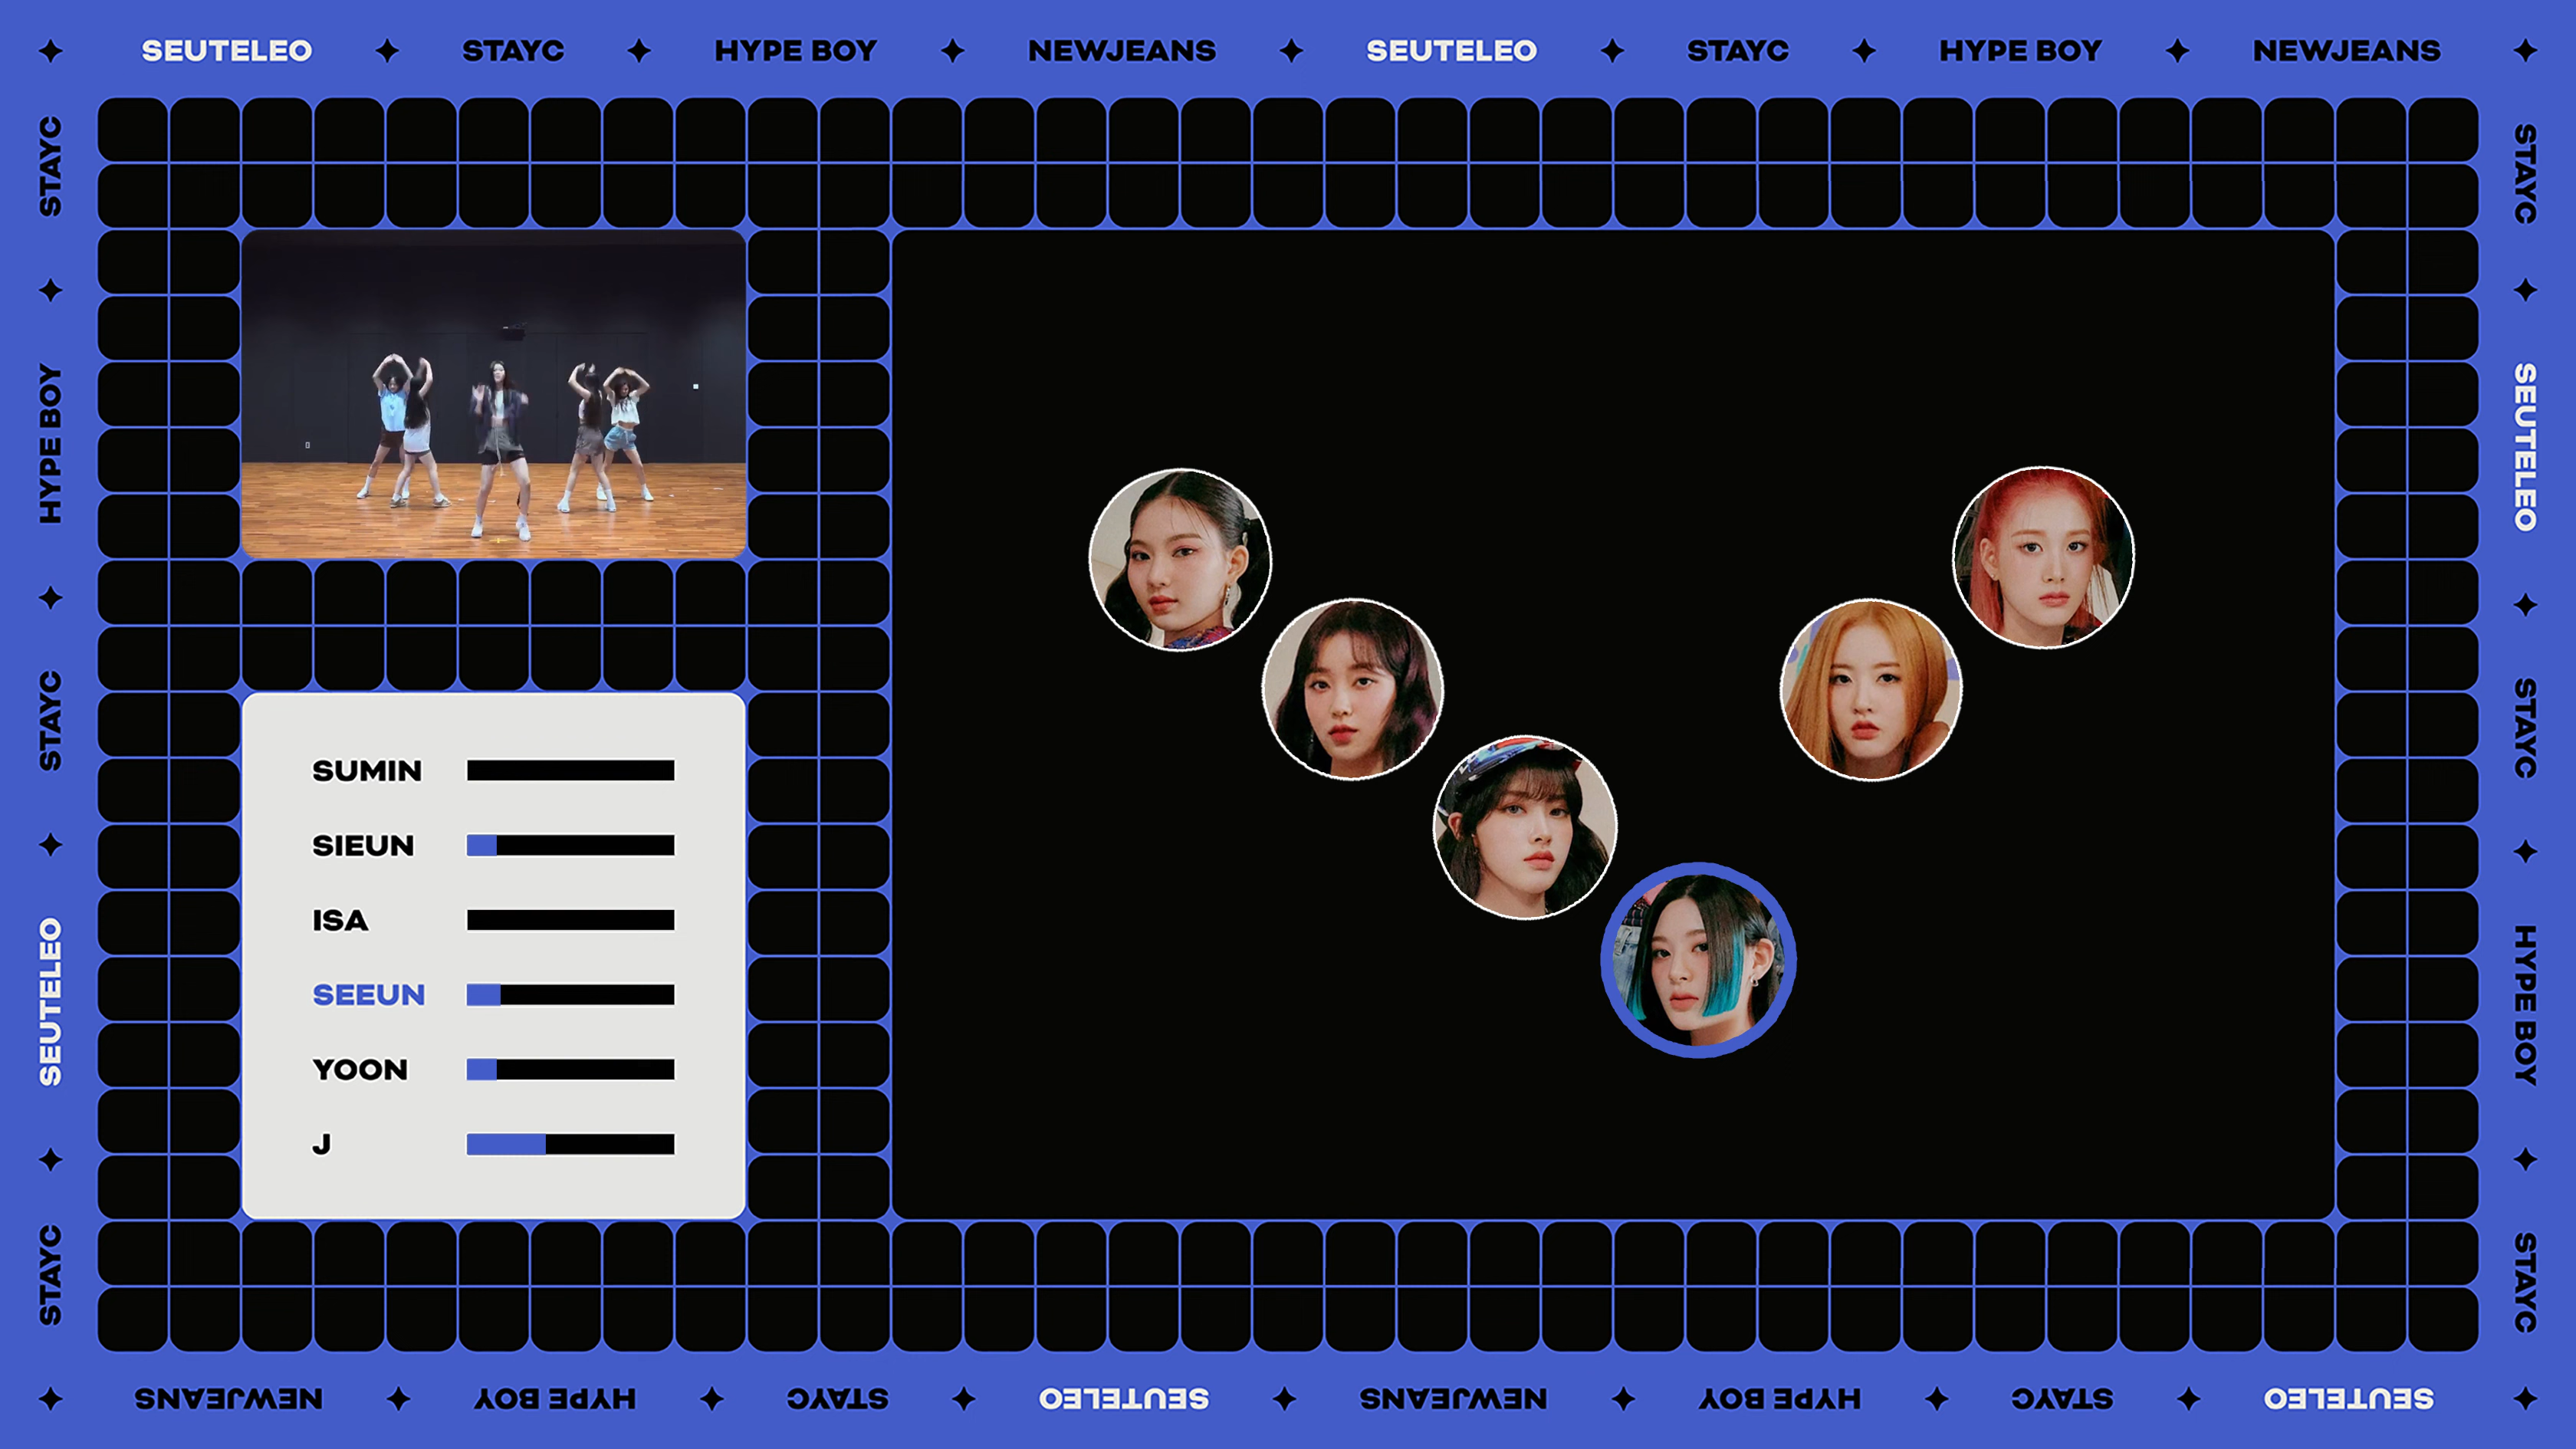 SEUTELEO STAYC HYPE BOY NEWJEANS SEUTELEO STAYC HYPE BOY NEWJEANS
STAYC
HYPE BOY
STAYC
SEUTELEO
STAYC
SUMIN
SIEUN
ISA
SEEUN
YOON
J
STAYC
SEUTELEO
STAYC
HYPE BOY
STAYC
NEWJEANS HYPE BOY STAYC SEUTELEO NEWJEANS HYPE BOY STAYC SEUTELEO